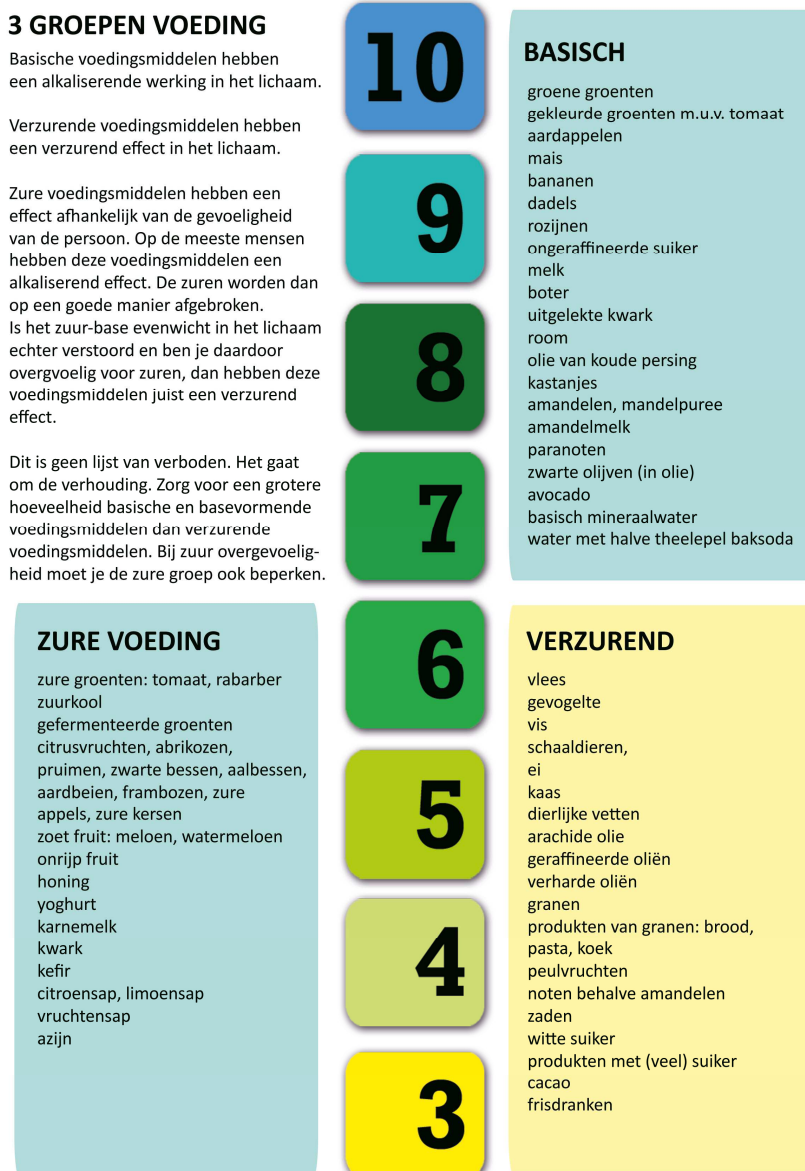 3 GROEPEN VOEDING
Basische voedingsmiddelen hebben
een alkaliserende werking in het lichaam.
Verzurende voedingsmiddelen hebben
een verzurend effect in het lichaam.
Zure voedingsmiddelen hebben een
effect afhankelijk van de gevoeligheid
van de persoon. Op de meeste mensen
hebben deze voedingsmiddelen een
alkaliserend effect. De zuren worden dan
op een goede manier afgebroken.
Is het zuur-base evenwicht in het lichaam
echter verstoord en ben je daardoor
overgvoelig voor zuren, dan hebben deze
voedingsmiddelen juist een verzurend
effect.
Dit is geen lijst van verboden. Het gaat
om de verhouding. Zorg voor een grotere
hoeveelheid basische en basevormende
voedingsmiddelen dan verzurende
voedingsmiddelen. Bij zuur overgevoelig-
heid moet je de zure groep ook beperken.
10
9
8
7
6
5
4
3
BASISCH
groene groenten
gekleurde groenten m.u.v. tomaat
aardappelen
mais
bananen
dadels
rozijnen
ongeraffineerde suiker
melk
boter
uitgelekte kwark
room
olie van koude persing
kastanjes
amandelen, mandelpuree
amandelmelk
paranoten
zwarte olijven (in olie)
avocado
basisch mineraalwater
water met halve theelepel baksoda
ZURE VOEDING
zure groenten: tomaat, rabarber
zuurkool
gefermenteerde groenten
citrusvruchten, abrikozen,
pruimen, zwarte bessen, aalbessen,
aardbeien, frambozen, zure
appels, zure kersen
zoet fruit: meloen, watermeloen
onrijp fruit
honing
yoghurt
karnemelk
kwark
kefir
citroensap, limoensap
vruchtensap
azijn
VERZUREND
vlees
gevogelte
vis
schaaldieren,
ei
kaas
dierlijke vetten
arachide olie
geraffineerde oliën
verharde oliën
granen
produkten van granen: brood,
pasta, koek
peulvruchten
noten behalve amandelen
zaden
witte suiker
produkten met (veel) suiker
cacao
frisdranken